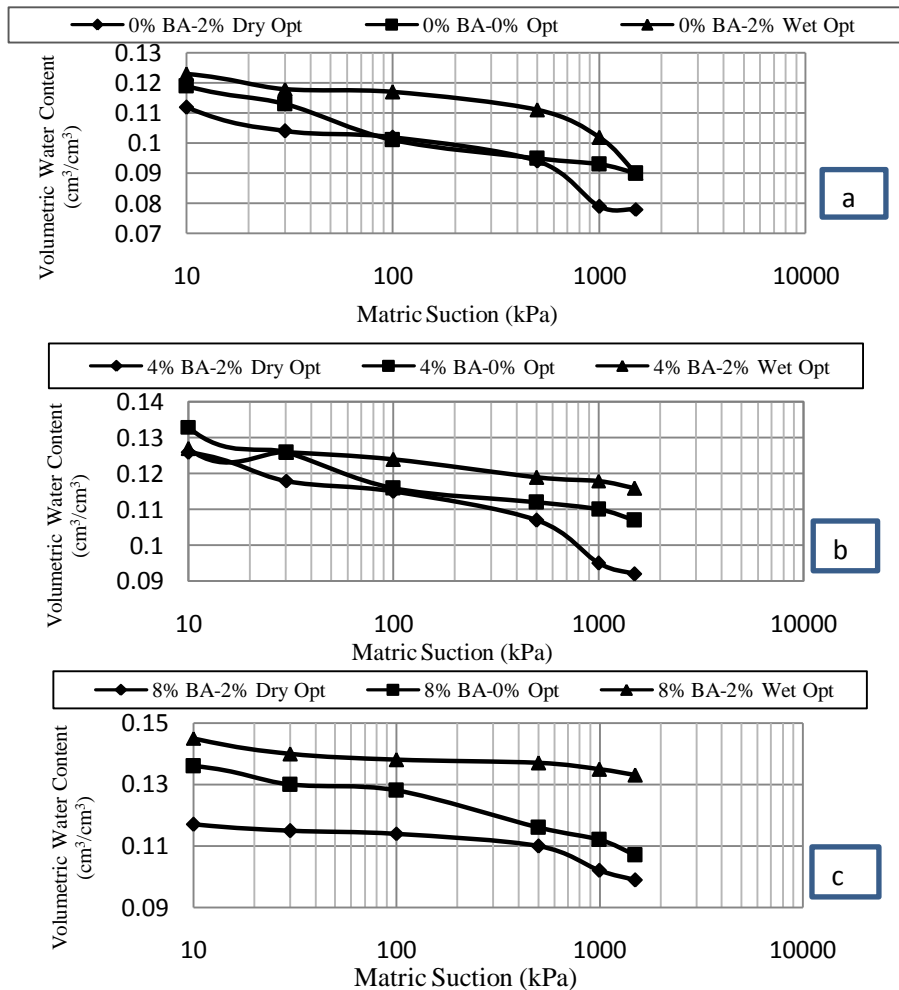 0% BA-2% Dry Opt 0% BA-0% Opt 0% BA-2% Wet Opt
Volumetric Water Content
(cm³/cm³)
0.13
0.12
0.11
0.1
0.09
0.08
0.07
10 100 1000 10000
Matric Suction (kPa)
a
4% BA-2% Dry Opt 4% BA-0% Opt 4% BA-2% Wet Opt
Volumetric Water Content
(cm³/cm³)
0.14
0.13
0.12
0.11
0.1
0.09
10 100 1000 10000
Matric Suction (kPa)
b
8% BA-2% Dry Opt 8% BA-0% Opt 8% BA-2% Wet Opt
Volumetric Water Content
(cm³/cm³)
0.15
0.13
0.11
0.09
10 100 1000 10000
Matric Suction (kPa)
c